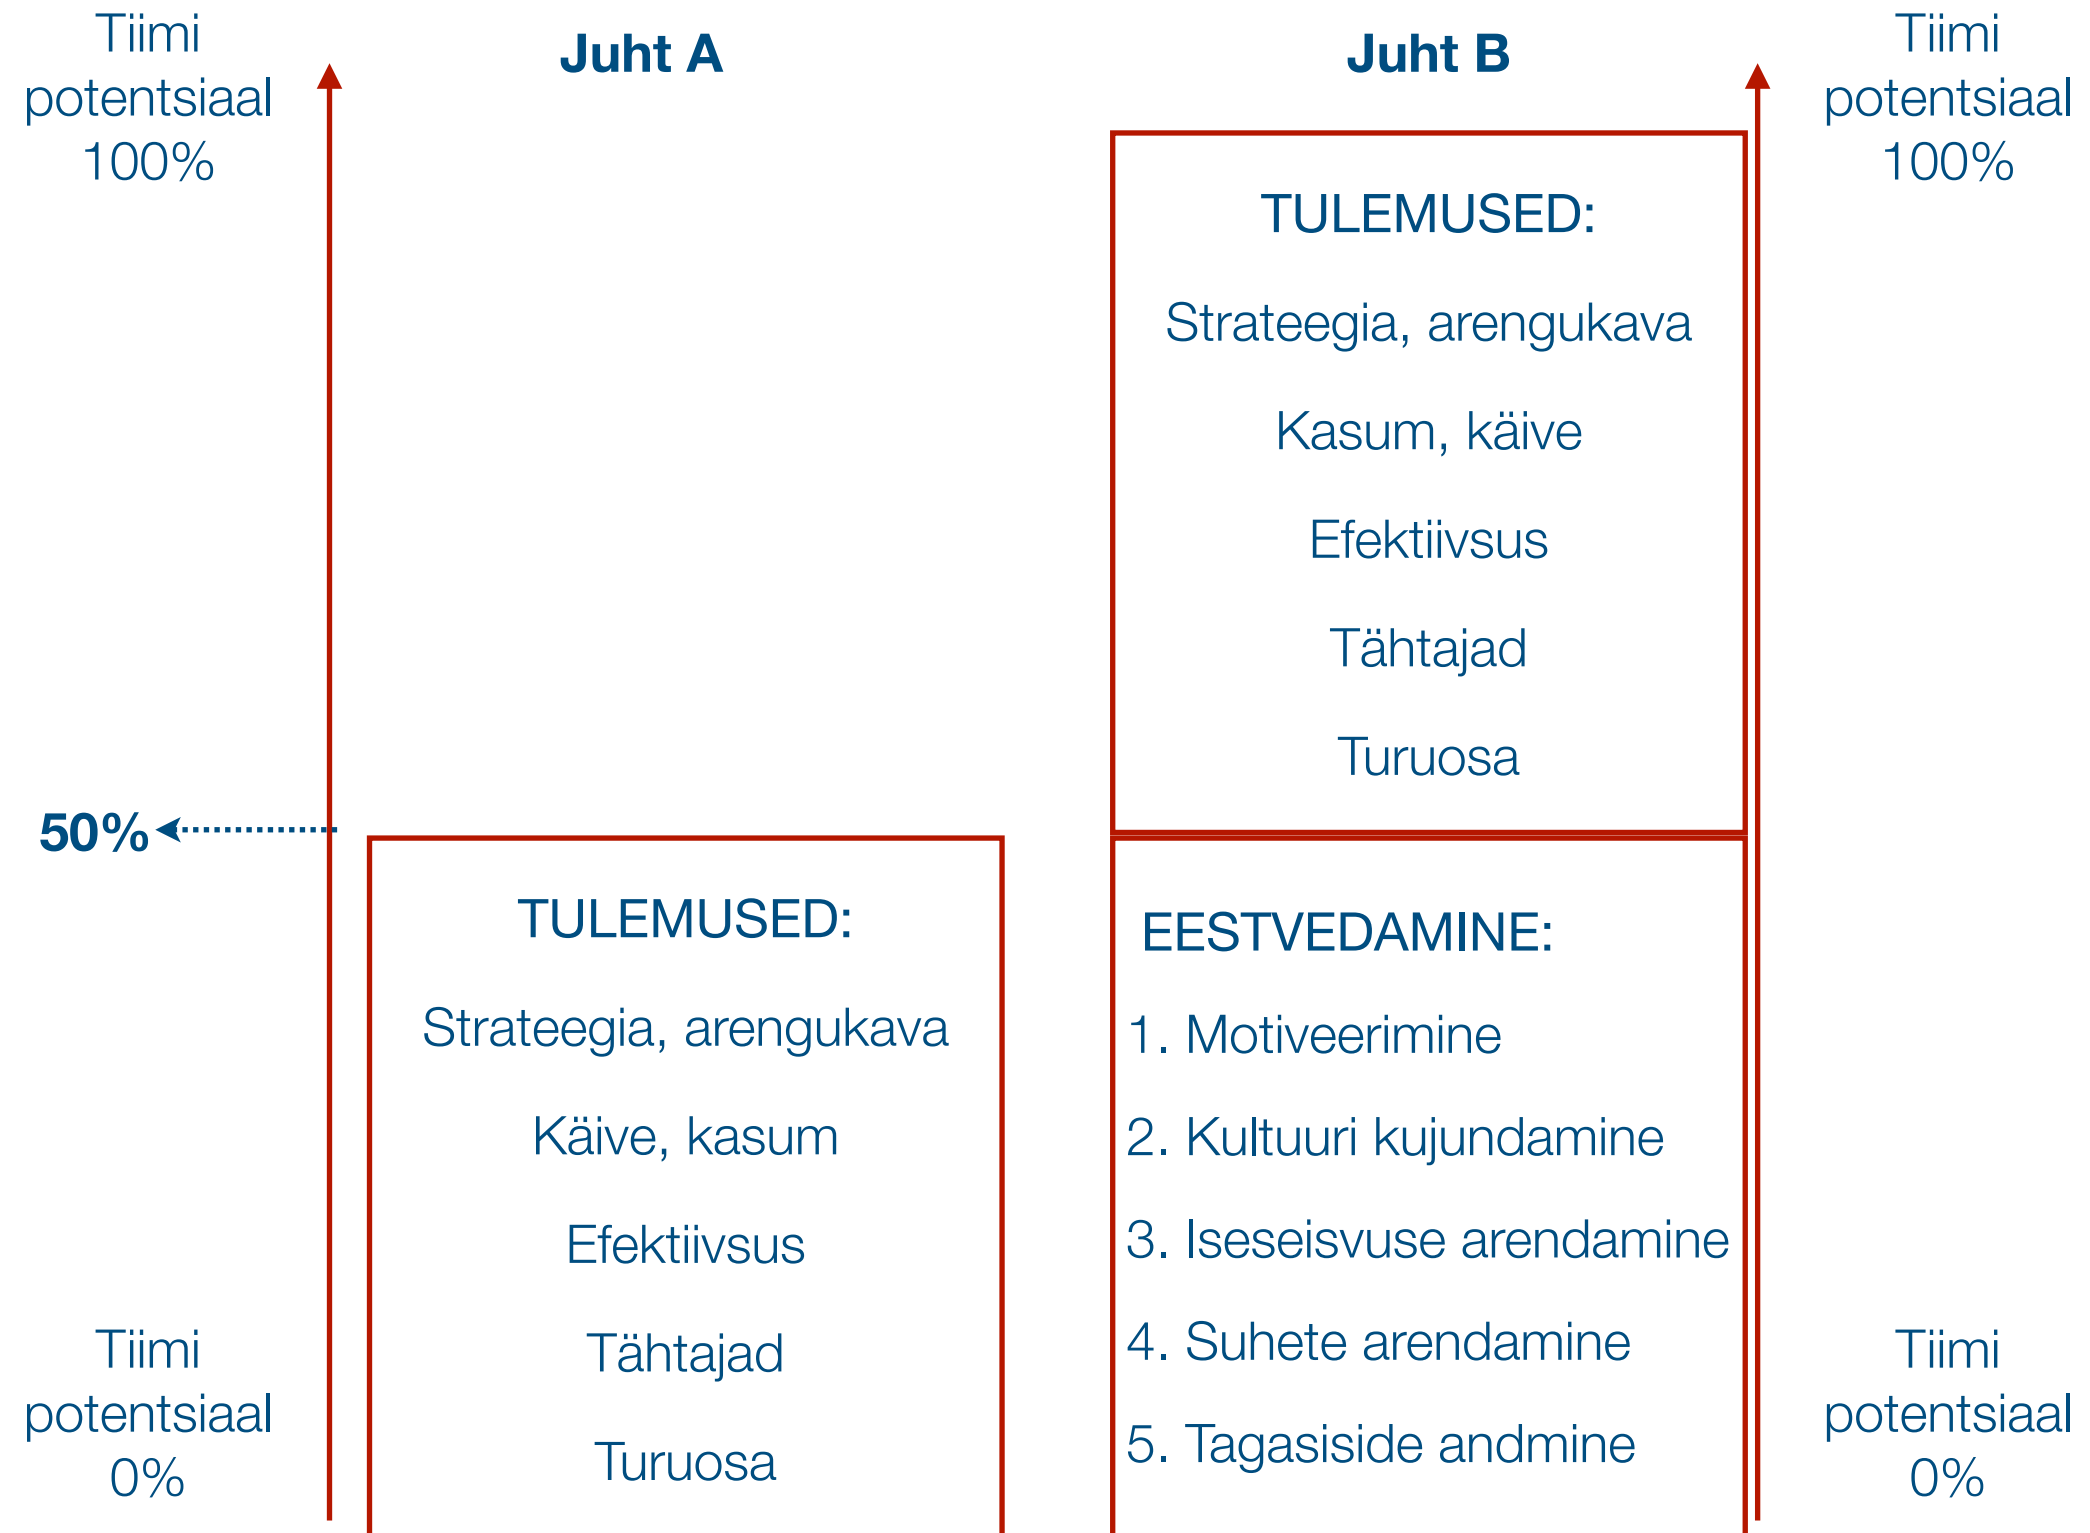 Tiimi
potentsiaal
100%
Juht A
Juht B
Tiimi
potentsiaal
100%
TULEMUSED:
Strateegia, arengukava
Kasum, käive
Efektiivsus
Tähtajad
Turuosa
50%
TULEMUSED:
Strateegia, arengukava
Käive, kasum
Efektiivsus
Tähtajad
Turuosa
EESTVEDAMINE:
1. Motiveerimine
2. Kultuuri kujundamine
3. Iseseisvuse arendamine
4. Suhete arendamine
5. Tagasiside andmine
Tiimi
potentsiaal
0%
Tiimi
potentsiaal
0%